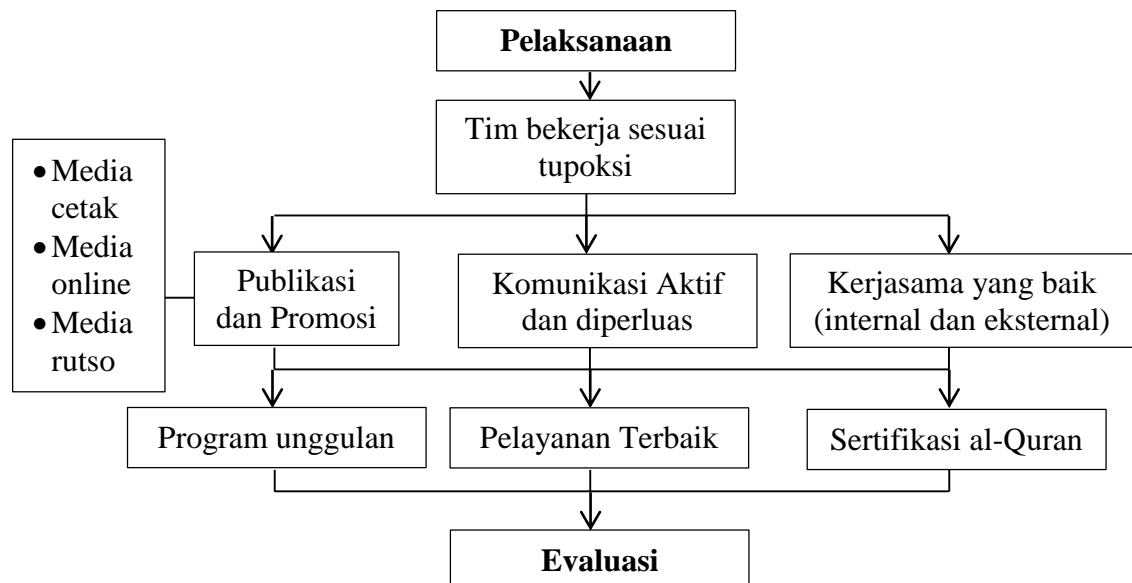 Pelaksanaan
Tim bekerja sesuai
tupoksi
• Media
cetak
• Media
online
• Media
rutso
Publikasi
dan Promosi
Komunikasi Aktif
dan diperluas
Kerjasama yang baik
(internal dan eksternal)
Program unggulan
Pelayanan Terbaik
Sertifikasi al-Quran
Evaluasi